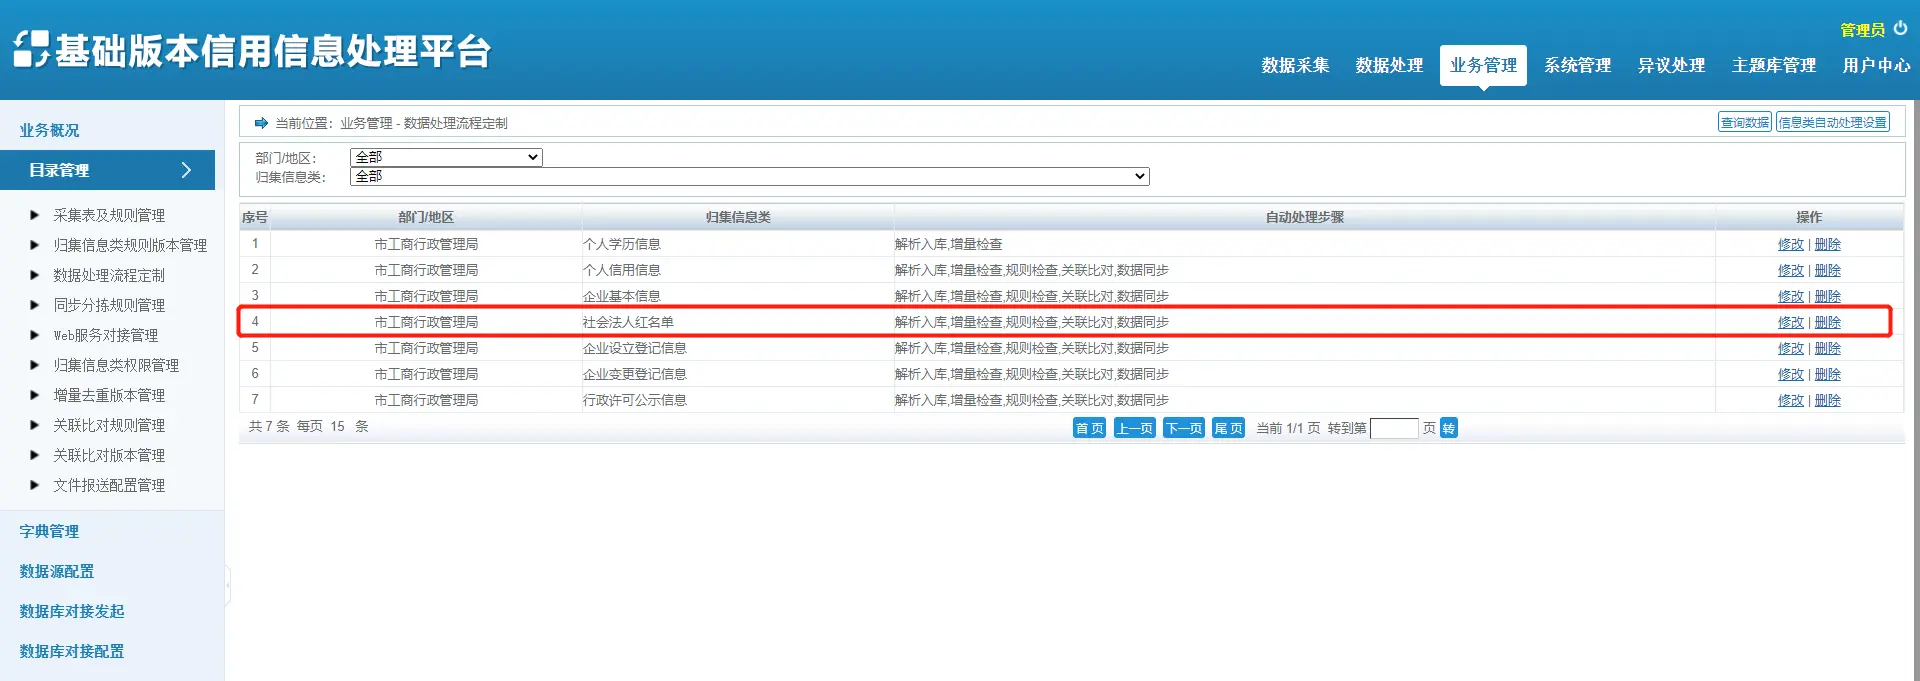 基础版本信用信息处理平台
管理员
数据采集 数据处理 业务管理 系统管理 异议处理 主题库管理 用户中心
业务概况
目录管理
采集表及规则管理
归集信息类规则版本管理
数据处理流程定制
同步分拣规则管理
Web服务对接管理
归集信息类权限管理
增量去重版本管理
关联比对规则管理
关联比对版本管理
文件报送配置管理
字典管理
数据源配置
数据库对接发起
数据库对接配置
当前位置：业务管理 - 数据处理流程定制 查询数据 信息类自动处理设置
部门/地区： 全部
归集信息类： 全部
序号 部门/地区 归集信息类 自动处理步骤 操作
1 市工商行政管理局 个人学历信息 解析入库,增量检查 修改 | 删除
2 市工商行政管理局 个人信用信息 解析入库,增量检查,规则检查,关联比对,数据同步 修改 | 删除
3 市工商行政管理局 企业基本信息 解析入库,增量检查,规则检查,关联比对,数据同步 修改 | 删除
4 市工商行政管理局 社会法人红名单 解析入库,增量检查,规则检查,关联比对,数据同步 修改 | 删除
5 市工商行政管理局 企业设立登记信息 解析入库,增量检查,规则检查,关联比对,数据同步 修改 | 删除
6 市工商行政管理局 企业变更登记信息 解析入库,增量检查,规则检查,关联比对,数据同步 修改 | 删除
7 市工商行政管理局 行政许可公示信息 解析入库,增量检查,规则检查,关联比对,数据同步 修改 | 删除
共 7 条 每页 15 条 首 页 上一页 下一页 尾 页 当前 1/1 页 转到第 页 转